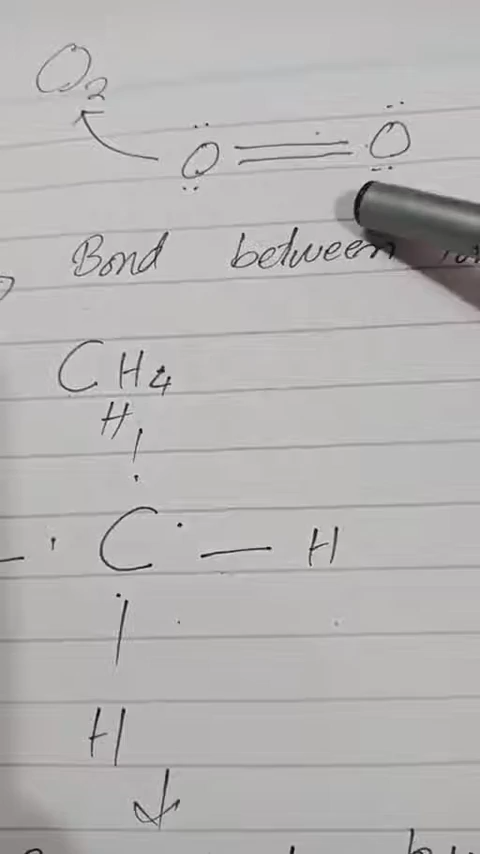 O₂
O = O
Bond between
CH₄
H
C — H
H